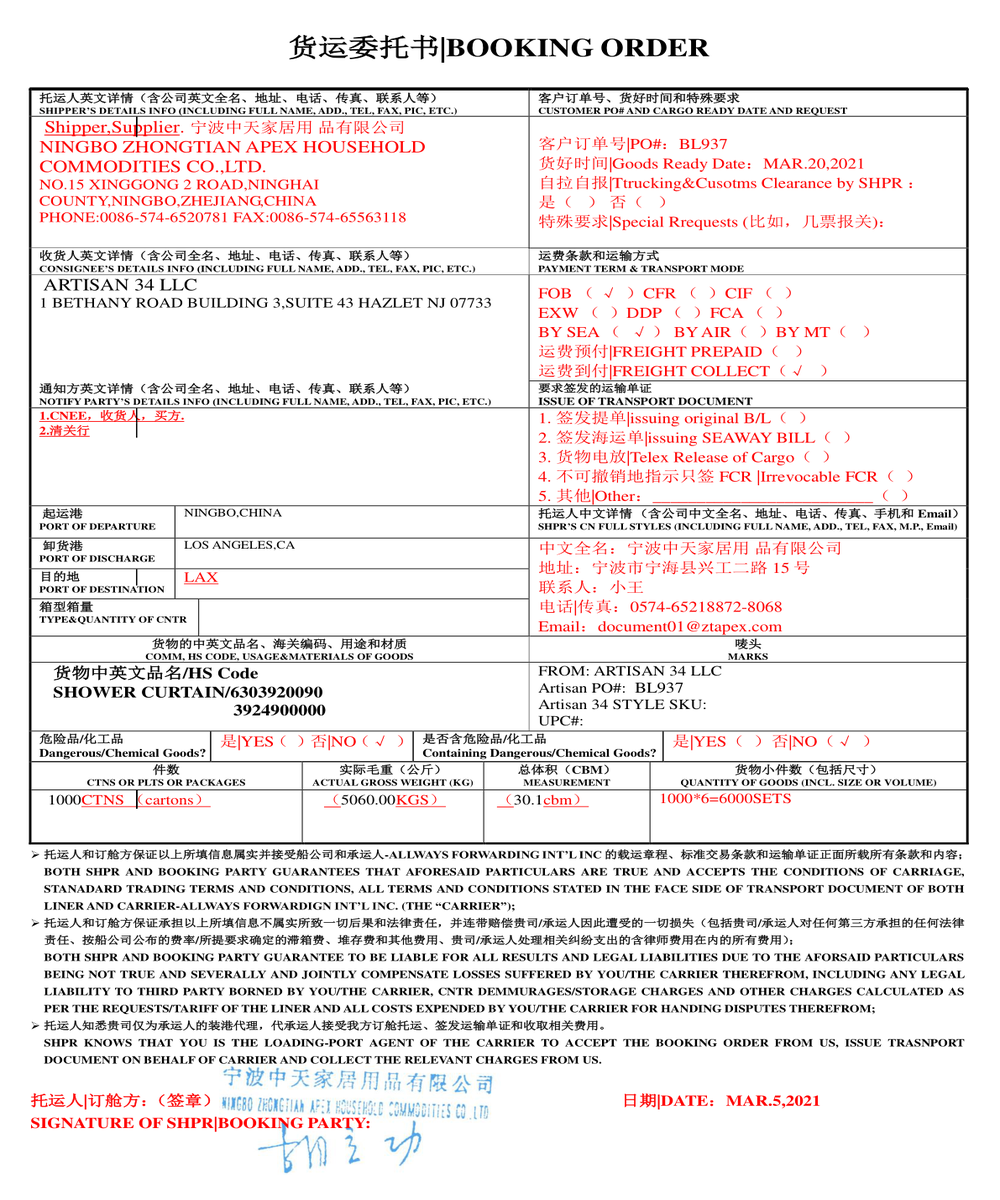 货运委托书|BOOKING ORDER
托运人英文详情（含公司英文全名、地址、电话、传真、联系人等）
SHIPPER'S DETAILS INFO (INCLUDING FULL NAME, ADD., TEL, FAX, PIC, ETC.)
客户订单号、货好时间和特殊要求
CUSTOMER PO# AND CARGO READY DATE AND REQUEST
Shipper,Supplier. 宁波中天家居用 品有限公司
NINGBO ZHONGTIAN APEX HOUSEHOLD
COMMODITIES CO.,LTD.
NO.15 XINGGONG 2 ROAD,NINGHAI
COUNTY,NINGBO,ZHEJIANG,CHINA
PHONE:0086-574-6520781 FAX:0086-574-65563118
客户订单号|PO#：BL937
货好时间|Goods Ready Date：MAR.20,2021
自拉自报|Ttrucking&Cusotms Clearance by SHPR：
是（ ） 否（ ）
特殊要求|Special Rrequests (比如，几票报关):
收货人英文详情（含公司全名、地址、电话、传真、联系人等）
CONSIGNEE'S DETAILS INFO (INCLUDING FULL NAME, ADD., TEL, FAX, PIC, ETC.)
运费条款和运输方式
PAYMENT TERM & TRANSPORT MODE
ARTISAN 34 LLC
1 BETHANY ROAD BUILDING 3,SUITE 43 HAZLET NJ 07733
FOB （ √ ）CFR （ ）CIF （ ）
EXW （ ）DDP （ ）FCA （ ）
BY SEA （ √ ） BY AIR（ ）BY MT（ ）
运费预付|FREIGHT PREPAID（ ）
运费到付|FREIGHT COLLECT（ √ ）
通知方英文详情（含公司全名、地址、电话、传真、联系人等）
NOTIFY PARTY'S DETAILS INFO (INCLUDING FULL NAME, ADD., TEL, FAX, PIC, ETC.)
要求签发的运输单证
ISSUE OF TRANSPORT DOCUMENT
1.CNEE，收货人，买方.
2.清关行
1. 签发提单|issuing original B/L（ ）
2. 签发海运单|issuing SEAWAY BILL（ ）
3. 货物电放|Telex Release of Cargo（ ）
4. 不可撤销地指示只签 FCR |Irrevocable FCR（ ）
5. 其他|Other：__________________________（ ）
起运港
PORT OF DEPARTURE
NINGBO,CHINA
托运人中文详情（含公司中文全名、地址、电话、传真、手机和 Email）
SHPR'S CN FULL STYLES (INCLUDING FULL NAME, ADD., TEL, FAX, M.P., Email)
卸货港
PORT OF DISCHARGE
LOS ANGELES,CA
目的地
PORT OF DESTINATION
LAX
箱型箱量
TYPE&QUANTITY OF CNTR
中文全名：宁波中天家居用 品有限公司
地址：宁波市宁海县兴工二路 15 号
联系人：小王
电话|传真：0574-65218872-8068
Email：document01@ztapex.com
货物的中英文品名、海关编码、用途和材质
COMM, HS CODE, USAGE&MATERIALS OF GOODS
唛头
MARKS
货物中英文品名/HS Code
SHOWER CURTAIN/6303920090
3924900000
FROM: ARTISAN 34 LLC
Artisan PO#: BL937
Artisan 34 STYLE SKU:
UPC#:
危险品/化工品
Dangerous/Chemical Goods?
是|YES（ ）否|NO（ √ ）
是否含危险品/化工品
Containing Dangerous/Chemical Goods?
是|YES（ ）否|NO（ √ ）
件数
CTNS OR PLTS OR PACKAGES
实际毛重（公斤）
ACTUAL GROSS WEIGHT (KG)
总体积（CBM）
MEASUREMENT
货物小件数（包括尺寸）
QUANTITY OF GOODS (INCL. SIZE OR VOLUME)
1000CTNS （cartons）
（5060.00KGS）
（30.1cbm）
1000*6=6000SETS
➢ 托运人和订舱方保证以上所填信息属实并接受船公司和承运人-ALLWAYS FORWARDING INT'L INC 的载运章程、标准交易条款和运输单证正面所载所有条款和内容；
BOTH SHPR AND BOOKING PARTY GUARANTEES THAT AFORESAID PARTICULARS ARE TRUE AND ACCEPTS THE CONDITIONS OF CARRIAGE,
STANADARD TRADING TERMS AND CONDITIONS, ALL TERMS AND CONDITIONS STATED IN THE FACE SIDE OF TRANSPORT DOCUMENT OF BOTH
LINER AND CARRIER-ALLWAYS FORWARDIGN INT'L INC. (THE “CARRIER”);
➢ 托运人和订舱方保证承担以上所填信息不属实所致一切后果和法律责任，并连带赔偿贵司/承运人因此遭受的一切损失（包括贵司/承运人对任何第三方承担的任何法律
责任、按船公司公布的费率/所提要求确定的滞箱费、堆存费和其他费用、贵司/承运人处理相关纠纷支出的含律师费用在内的所有费用）；
BOTH SHPR AND BOOKING PARTY GUARANTEE TO BE LIABLE FOR ALL RESULTS AND LEGAL LIABILITIES DUE TO THE AFORSAID PARTICULARS
BEING NOT TRUE AND SEVERALLY AND JOINTLY COMPENSATE LOSSES SUFFERED BY YOU/THE CARRIER THEREFROM, INCLUDING ANY LEGAL
LIABILITY TO THIRD PARTY BORNED BY YOU/THE CARRIER, CNTR DEMMURAGES/STORAGE CHARGES AND OTHER CHARGES CALCULATED AS
PER THE REQUESTS/TARIFF OF THE LINER AND ALL COSTS EXPENDED BY YOU/THE CARRIER FOR HANDING DISPUTES THEREFROM;
➢ 托运人知悉贵司仅为承运人的装港代理，代承运人接受我方订舱托运、签发运输单证和收取相关费用。
SHPR KNOWS THAT YOU IS THE LOADING-PORT AGENT OF THE CARRIER TO ACCEPT THE BOOKING ORDER FROM US, ISSUE TRASNPORT
DOCUMENT ON BEHALF OF CARRIER AND COLLECT THE RELEVANT CHARGES FROM US.
宁波中天家居用品有限公司
托运人|订舱方：（签章） NINGBO ZHONGTIAN APEX HOUSEHOLD COMMODITIES CO.,LTD
日期|DATE：MAR.5,2021
SIGNATURE OF SHPR|BOOKING PARTY: